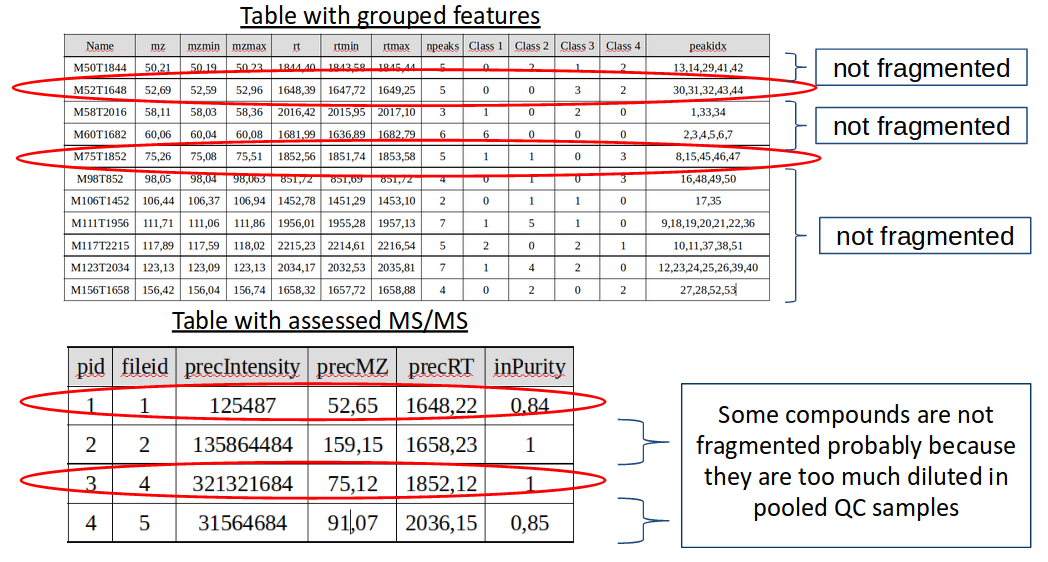 Table with grouped features
Name mz mzmin mzmax rt rtmin rtmax npeaks Class 1 Class 2 Class 3 Class 4 peakidx
M50T1844 50,21 50,19 50,23 1844,40 1843,58 1845,44 5 0 2 1 2 13,14,29,41,42
not fragmented
M52T1648 52,69 52,59 52,96 1648,39 1647,72 1649,25 5 0 0 3 2 30,31,32,43,44
M58T2016 58,11 58,03 58,36 2016,42 2015,95 2017,10 3 1 0 2 0 1,33,34
not fragmented
M60T1682 60,06 60,04 60,08 1681,99 1636,89 1682,79 6 6 0 0 0 2,3,4,5,6,7
M75T1852 75,26 75,08 75,51 1852,56 1851,74 1853,58 5 1 1 0 3 8,15,45,46,47
M98T852 98,05 98,04 98,063 851,72 851,69 851,72 4 0 1 0 3 16,48,49,50
M106T1452 106,44 106,37 106,94 1452,78 1451,29 1453,10 2 0 1 1 0 17,35
M111T1956 111,71 111,06 111,86 1956,01 1955,28 1957,13 7 1 5 1 0 9,18,19,20,21,22,36
not fragmented
M117T2215 117,89 117,59 118,02 2215,23 2214,61 2216,54 5 2 0 2 1 10,11,37,38,51
M123T2034 123,13 123,09 123,13 2034,17 2032,53 2035,81 7 1 4 2 0 12,23,24,25,26,39,40
M156T1658 156,42 156,04 156,74 1658,32 1657,72 1658,88 4 0 2 0 2 27,28,52,53
Table with assessed MS/MS
pid fileid precIntensity precMZ precRT inPurity
1 1 125487 52,65 1648,22 0,84
2 2 135864484 159,15 1658,23 1
3 4 321321684 75,12 1852,12 1
4 5 31564684 91,07 2036,15 0,85
Some compounds are not
fragmented probably because
they are too much diluted in
pooled QC samples